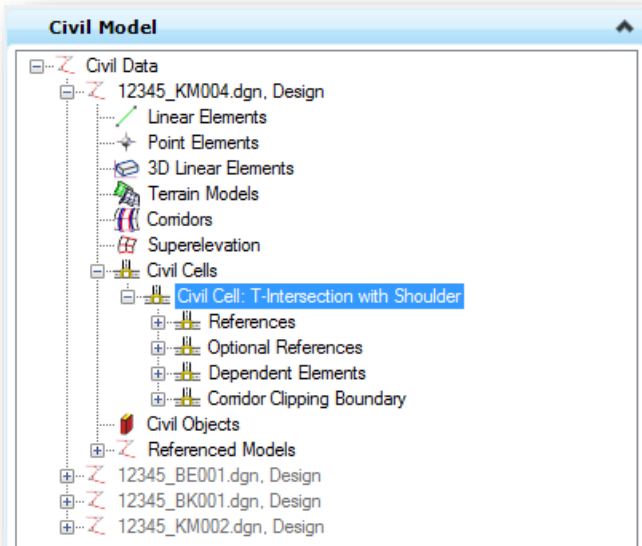 Civil Model
Civil Data
12345_KM004.dgn, Design
Linear Elements
Point Elements
3D Linear Elements
Terrain Models
Corridors
Superelevation
Civil Cells
Civil Cell: T-Intersection with Shoulder
References
Optional References
Dependent Elements
Corridor Clipping Boundary
Civil Objects
Referenced Models
12345_BE001.dgn, Design
12345_BK001.dgn, Design
12345_KM002.dgn, Design